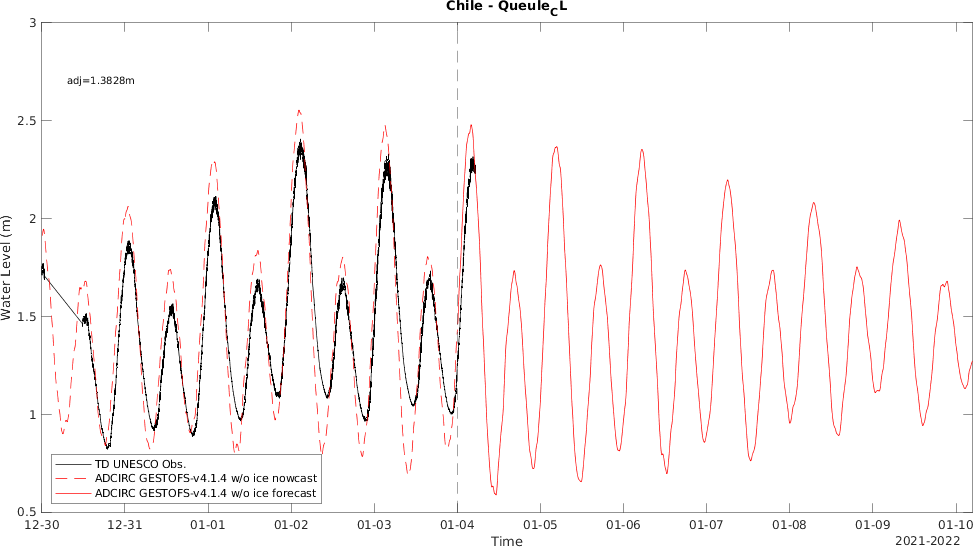 Chile - Queule_CL
3
adj=1.3828m
2.5
2
Water Level (m)
1.5
1
TD UNESCO Obs.
ADCIRC GESTOFS-v4.1.4 w/o ice nowcast
ADCIRC GESTOFS-v4.1.4 w/o ice forecast
0.5
12-30 12-31 01-01 01-02 01-03 01-04 01-05 01-06 01-07 01-08 01-09 01-10
Time
2021-2022